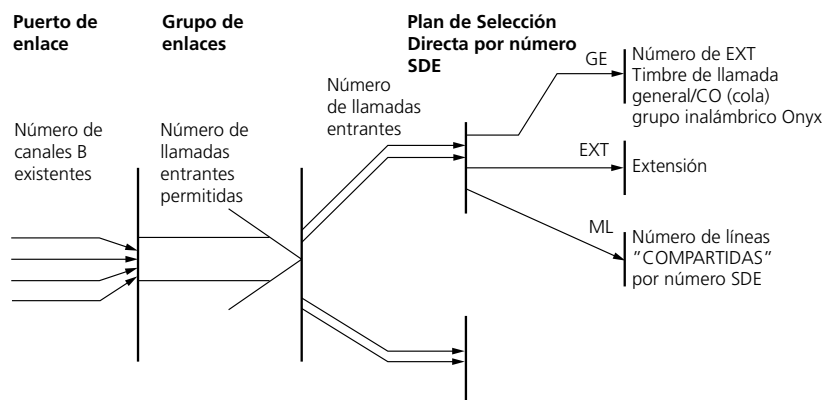 Puerto de
enlace
Grupo de
enlaces
Plan de Selección
Directa por número
SDE
Número de
canales B
existentes
Número de
llamadas
entrantes
permitidas
Número
de llamadas
entrantes
GE
Número de EXT
Timbre de llamada
general/CO (cola)
grupo inalámbrico Onyx
EXT
Extensión
ML
Número de líneas
"COMPARTIDAS"
por número SDE